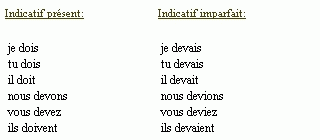 Indicatif présent: Indicatif imparfait:
je dois je devais
tu dois tu devais
il doit il devait
nous devons nous devions
vous devez vous deviez
ils doivent ils devaient